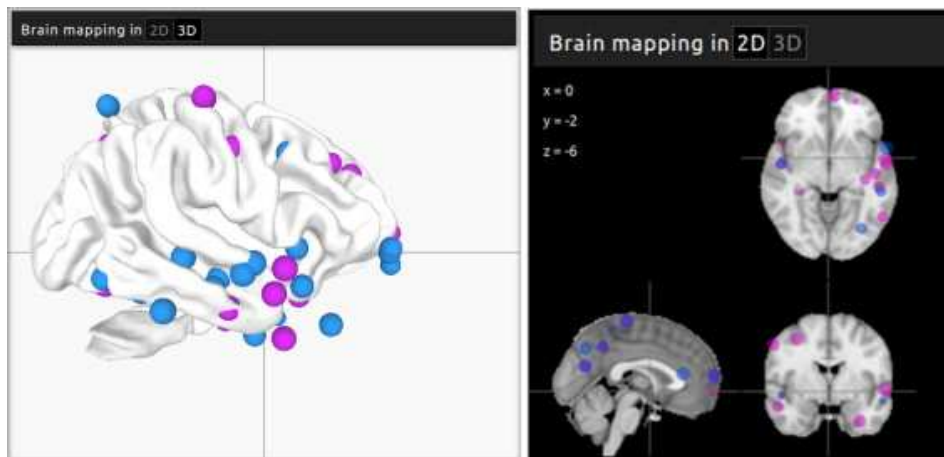 Brain mapping in 2D 3D
Brain mapping in 2D 3D
x = 0
y = -2
z = -6